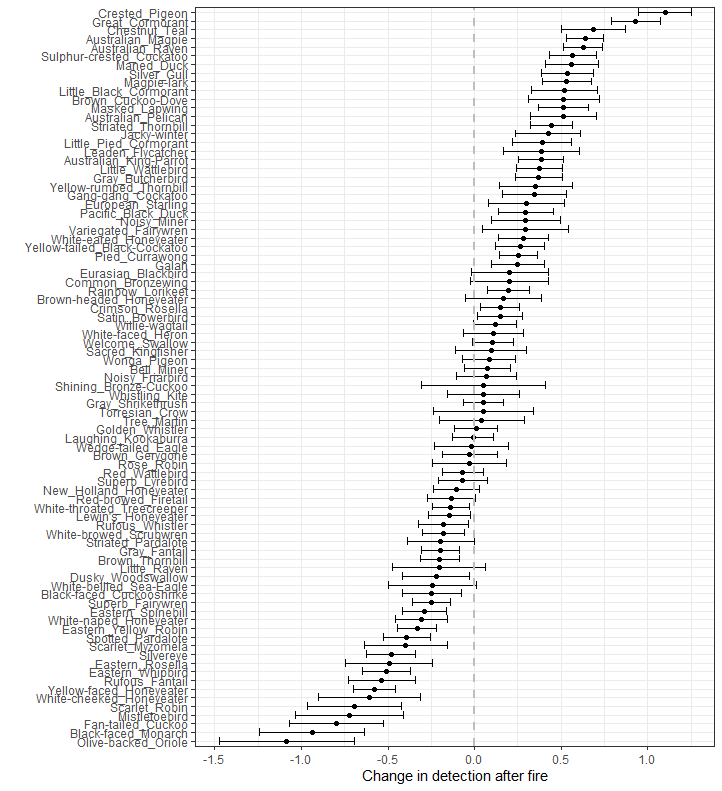 Crested_Pigeon
Great_Cormorant
Chestnut_Teal
Australian_Magpie
Australian_Raven
Sulphur-crested_Cockatoo
Maned_Duck
Silver_Gull
Magpie-lark
Little_Black_Cormorant
Brown_Cuckoo-Dove
Masked_Lapwing
Australian_Pelican
Striated_Thornbill
Jacky-winter
Little_Pied_Cormorant
Leaden_Flycatcher
Australian_King-Parrot
Little_Wattlebird
Gray_Butcherbird
Yellow-rumped_Thornbill
Gang-gang_Cockatoo
European_Starling
Pacific_Black_Duck
Noisy_Miner
Variegated_Fairywren
White-eared_Honeyeater
Yellow-tailed_Black-Cockatoo
Pied_Currawong
Galah
Eurasian_Blackbird
Common_Bronzewing
Rainbow_Lorikeet
Brown-headed_Honeyeater
Crimson_Rosella
Satin_Bowerbird
Willie-wagtail
White-faced_Heron
Welcome_Swallow
Sacred_Kingfisher
Wonga_Pigeon
Bell_Miner
Noisy_Friarbird
Shining_Bronze-Cuckoo
Whistling_Kite
Gray_Shrikethrush
Torresian_Crow
Tree_Martin
Golden_Whistler
Laughing_Kookaburra
Wedge-tailed_Eagle
Brown_Gerygone
Rose_Robin
Red_Wattlebird
Superb_Lyrebird
New_Holland_Honeyeater
Red-browed_Firetail
White-throated_Treecreeper
Lewin's_Honeyeater
Rufous_Whistler
White-browed_Scrubwren
Striated_Pardalote
Gray_Fantail
Brown_Thornbill
Little_Raven
Dusky_Woodswallow
White-bellied_Sea-Eagle
Black-faced_Cuckooshrike
Superb_Fairywren
Eastern_Spinebill
White-naped_Honeyeater
Eastern_Yellow_Robin
Spotted_Pardalote
Scarlet_Myzomela
Silvereye
Eastern_Rosella
Eastern_Whipbird
Rufous_Fantail
Yellow-faced_Honeyeater
White-cheeked_Honeyeater
Scarlet_Robin
Mistletoebird
Fan-tailed_Cuckoo
Black-faced_Monarch
Olive-backed_Oriole
-1.5 -1.0 -0.5 0.0 0.5 1.0
Change in detection after fire